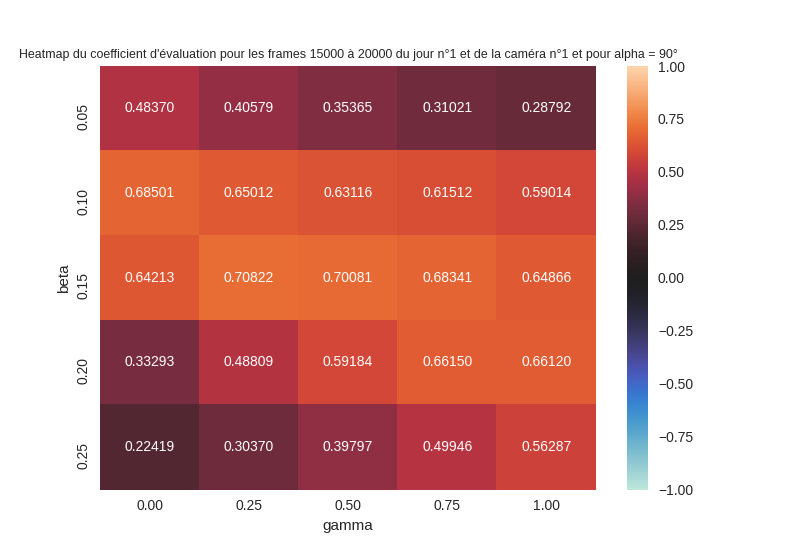 Heatmap du coefficient d'évaluation pour les frames 15000 à 20000 du jour n°1 et de la caméra n°1 et pour alpha = 90°
1.00
0.05 0.48370 0.40579 0.35365 0.31021 0.28792
0.75
0.10 0.68501 0.65012 0.63116 0.61512 0.59014
0.50
0.25
beta
0.15 0.64213 0.70822 0.70081 0.68341 0.64866
0.00
−0.25
0.20 0.33293 0.48809 0.59184 0.66150 0.66120
−0.50
0.25 0.22419 0.30370 0.39797 0.49946 0.56287
−0.75
−1.00
0.00 0.25 0.50 0.75 1.00
gamma